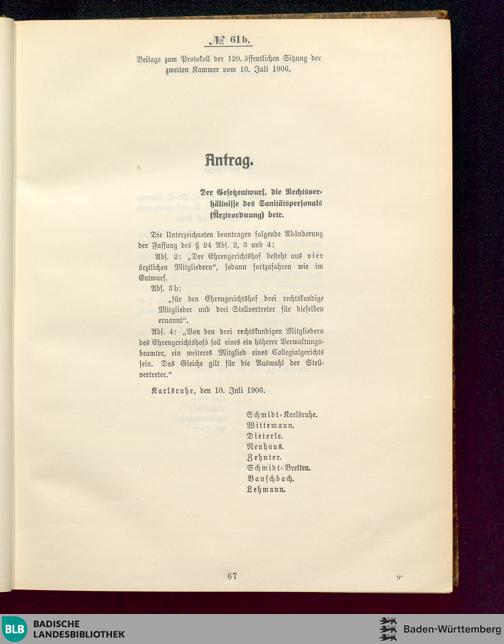 № 61b.
Beilage zum Protokoll der 120. öffentlichen Sitzung der
zweiten Kammer vom 10. Juli 1906.
Antrag.
Der Gesetzentwurf, die Rechtsver-
hältnisse des Sanitätspersonals
(Ärzteordnung) betr.
Die Unterzeichneten beantragen folgende Abänderung
der Fassung des § 24 Abs. 2, 3 und 4:
Abs. 2: „Der Ehrengerichtshof besteht aus vier
ärztlichen Mitgliedern“, sodann fortzufahren wie im
Entwurf.
Abs. 3b:
„für den Ehrengerichtshof drei rechtskundige
Mitglieder und drei Stellvertreter für dieselben
ernannt“.
Abs. 4: „Von den drei rechtskundigen Mitgliedern
des Ehrengerichtshofs soll eines ein höherer Verwaltungs-
beamter, ein weiteres Mitglied eines Collegialgerichts
sein. Das Gleiche gilt für die Auswahl der Stell-
vertreter.“
Karlsruhe, den 10. Juli 1906.
Schmidt-Karlsruhe.
Wittemann.
Dieterle.
Neuhaus.
Zehnter.
Schmidt-Bretten.
Banschbach.
Lehmann.
67
9*
BLB
BADISCHE
LANDESBIBLIOTHEK
Baden-Württemberg